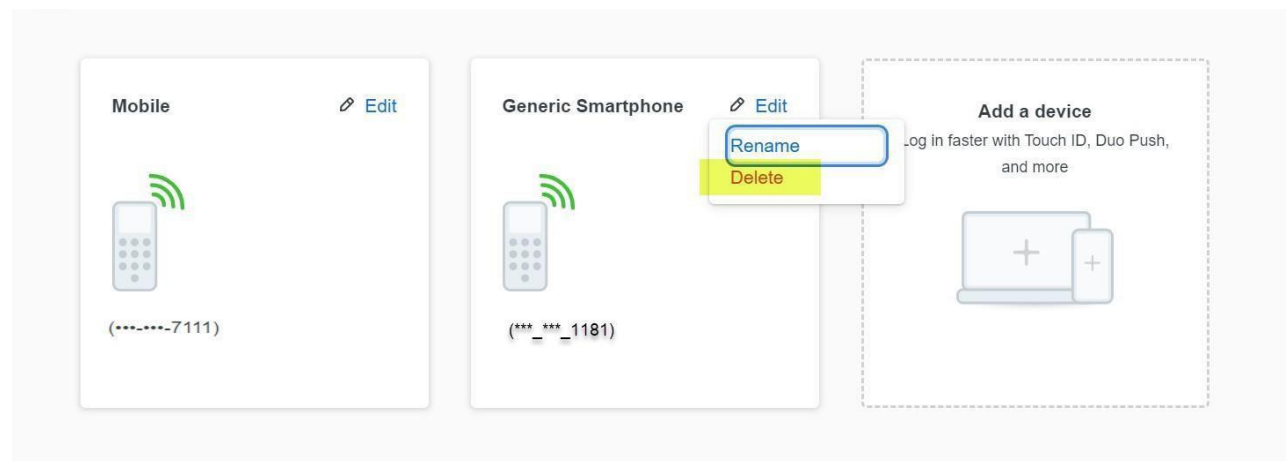 Mobile
Edit
(•••-•••-7111)
Generic Smartphone
Edit
Rename
Delete
(***_***_1181)
Add a device
Log in faster with Touch ID, Duo Push,
and more